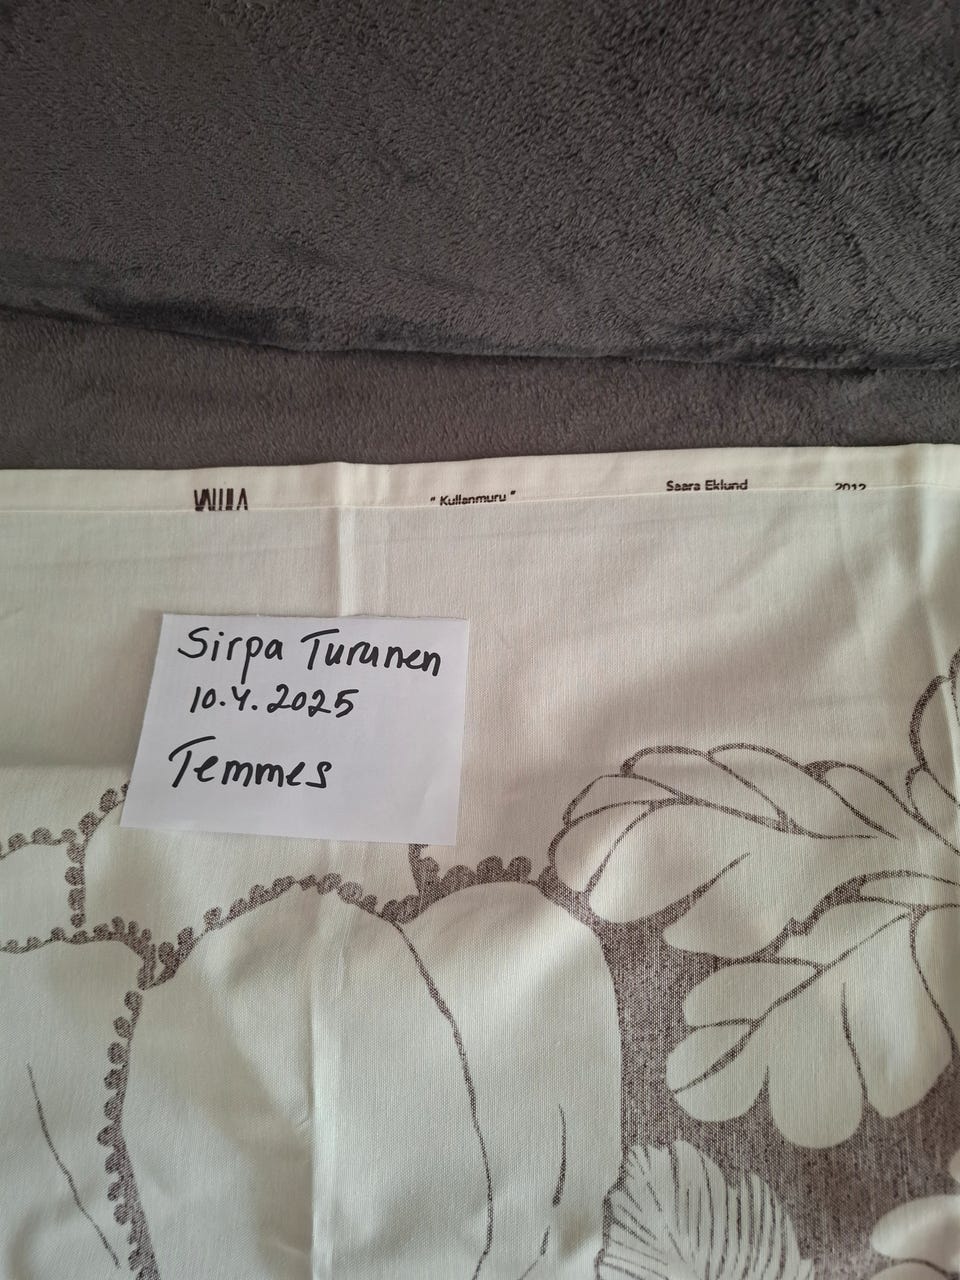 VALLILA "Kullanmuru" Saara Eklund 2012
Sirpa Turunen
10.4.2025
Temmes